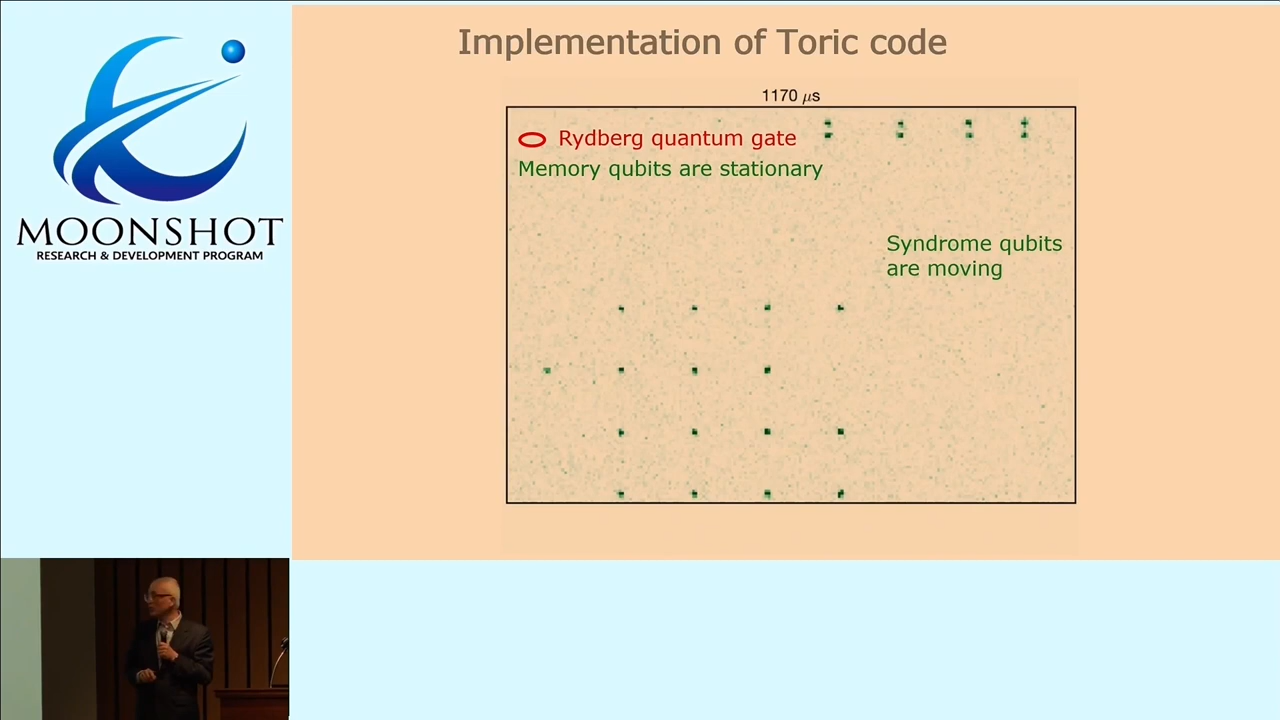 MOONSHOT
RESEARCH & DEVELOPMENT PROGRAM
Implementation of Toric code
1170 μs
Rydberg quantum gate
Memory qubits are stationary
Syndrome qubits
are moving